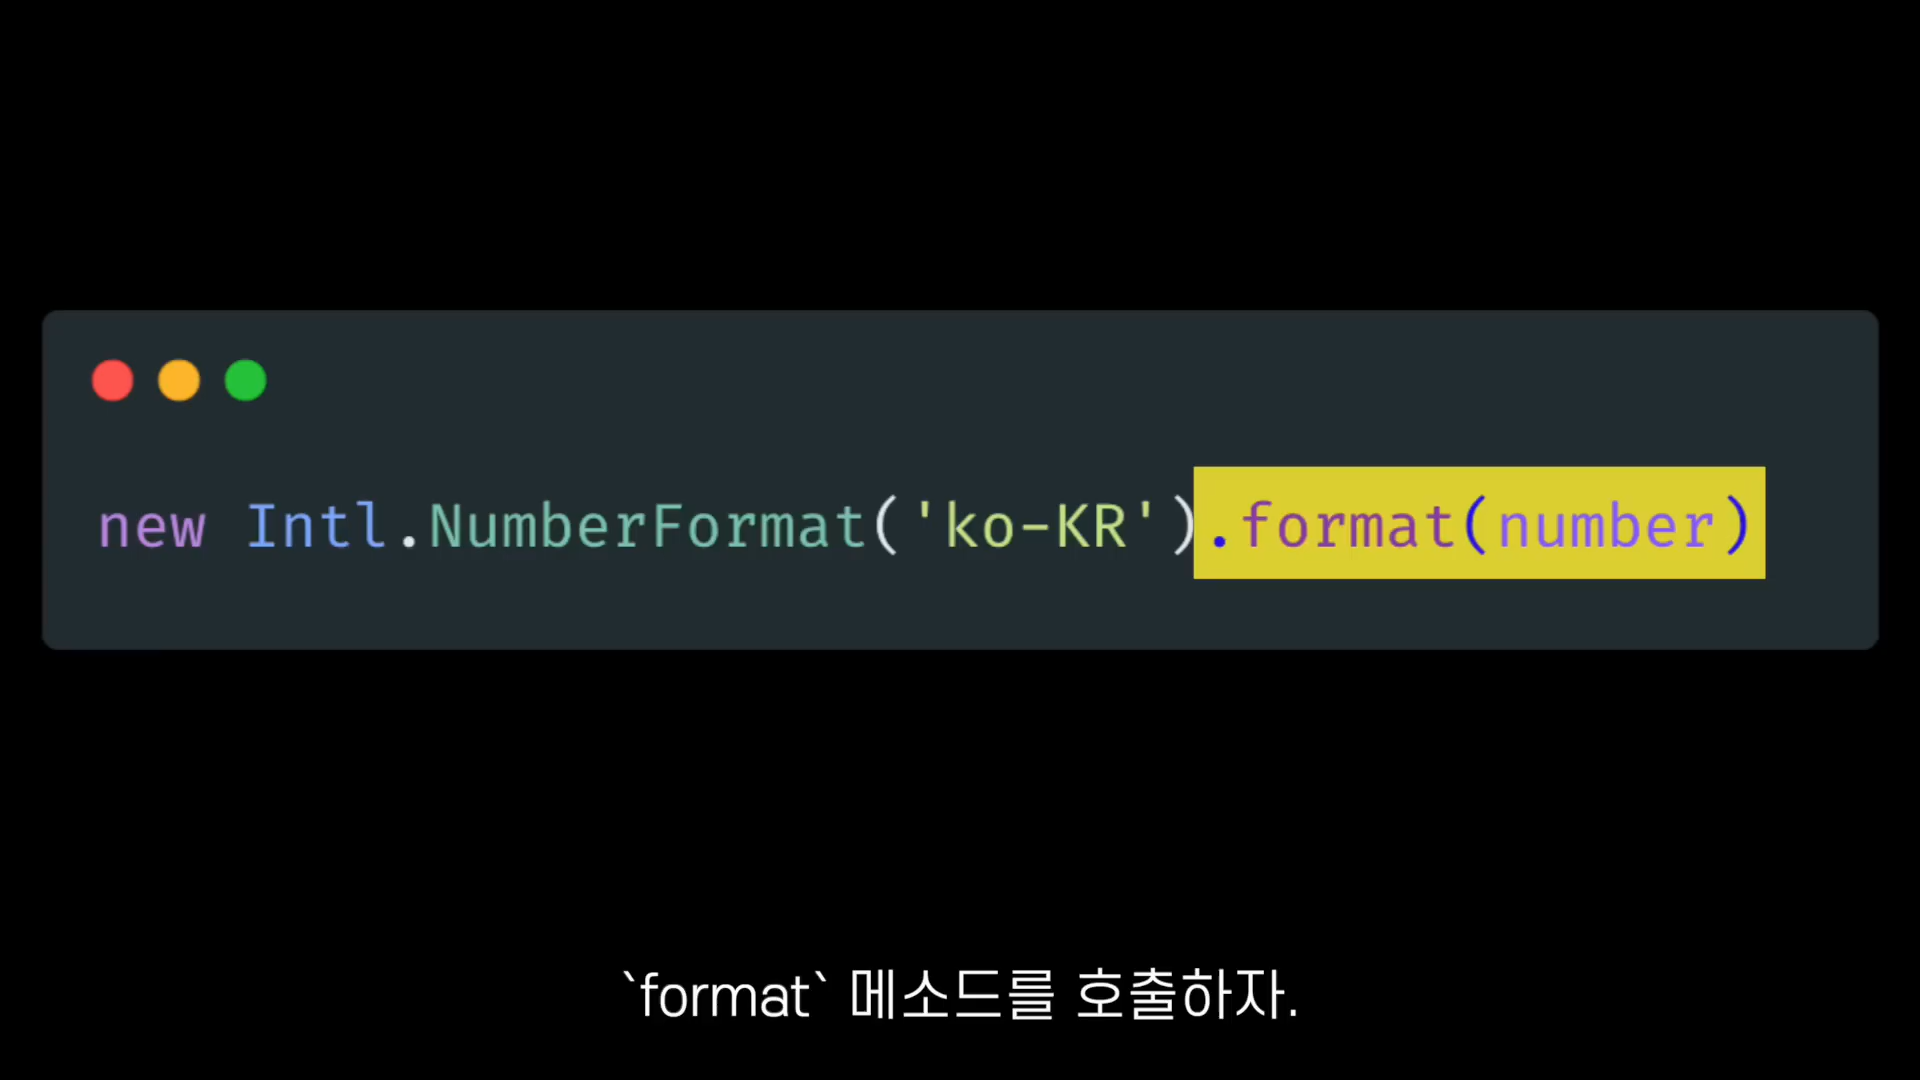 new Intl.NumberFormat('ko-KR').format(number)
`format` 메소드를 호출하자.